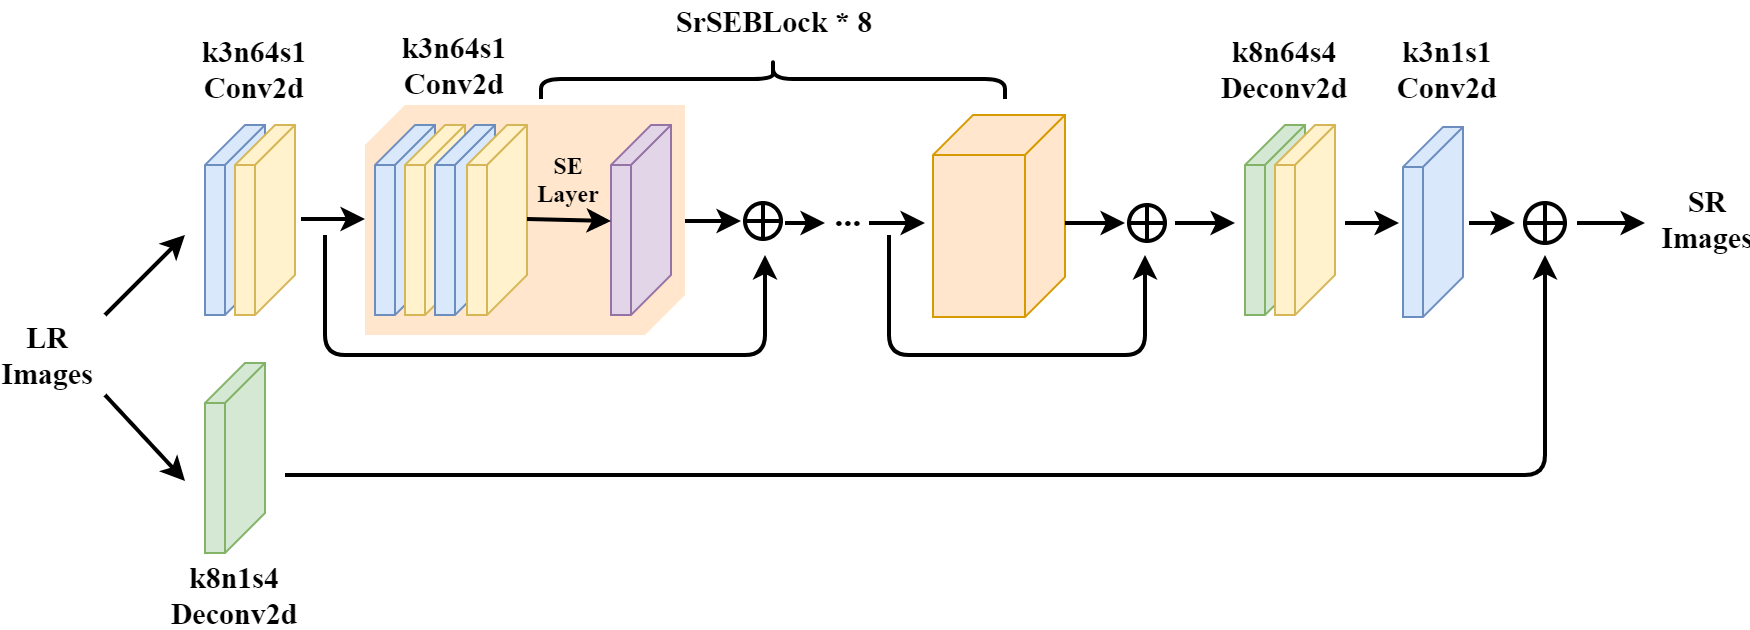 SrSEBLock * 8
k3n64s1
Conv2d
k3n64s1
Conv2d
k8n64s4
Deconv2d
k3n1s1
Conv2d
SE
Layer
...
SR
Images
LR
Images
k8n1s4
Deconv2d